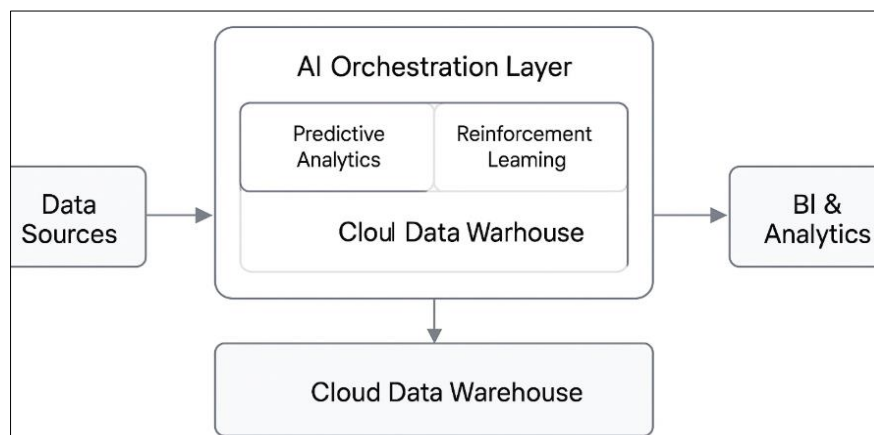 AI Orchestration Layer
Predictive
Analytics
Reinforcement
Leaming
Data
Sources
Cloul Data Warhouse
BI &
Analytics
Cloud Data Warehouse